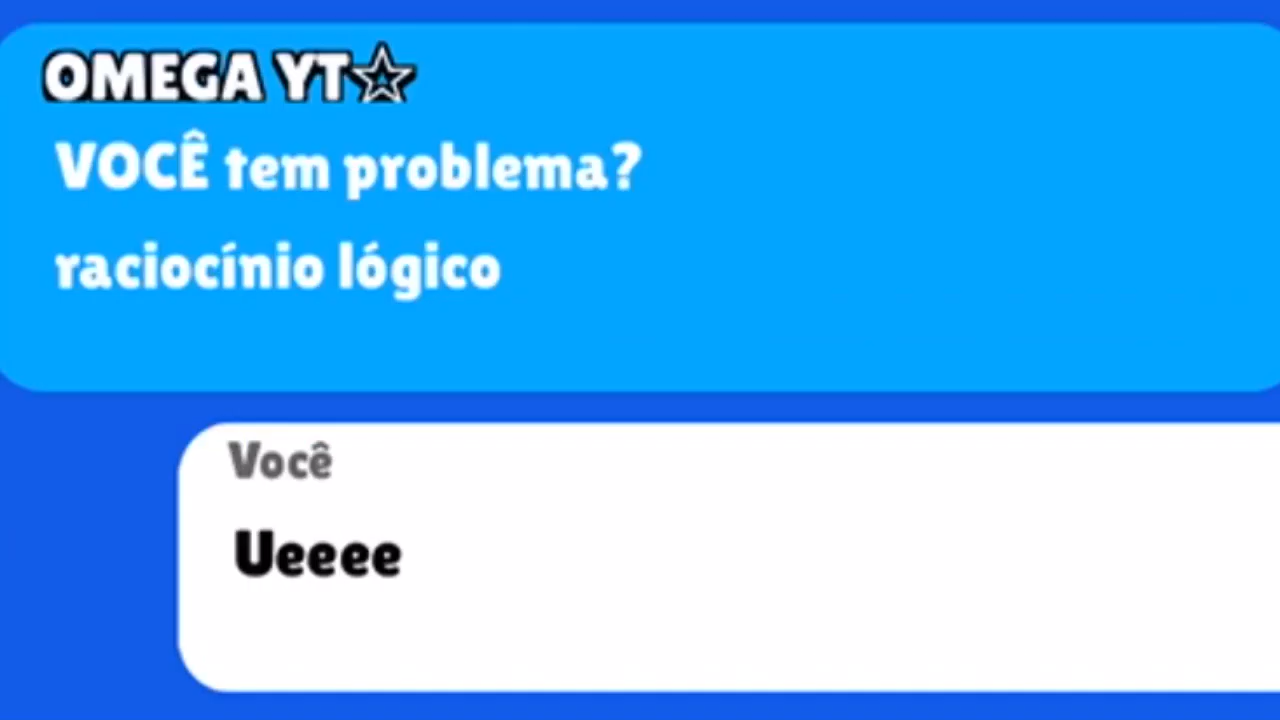 OMEGA YT☆
VOCÊ tem problema?
raciocínio lógico
Você
Ueeee